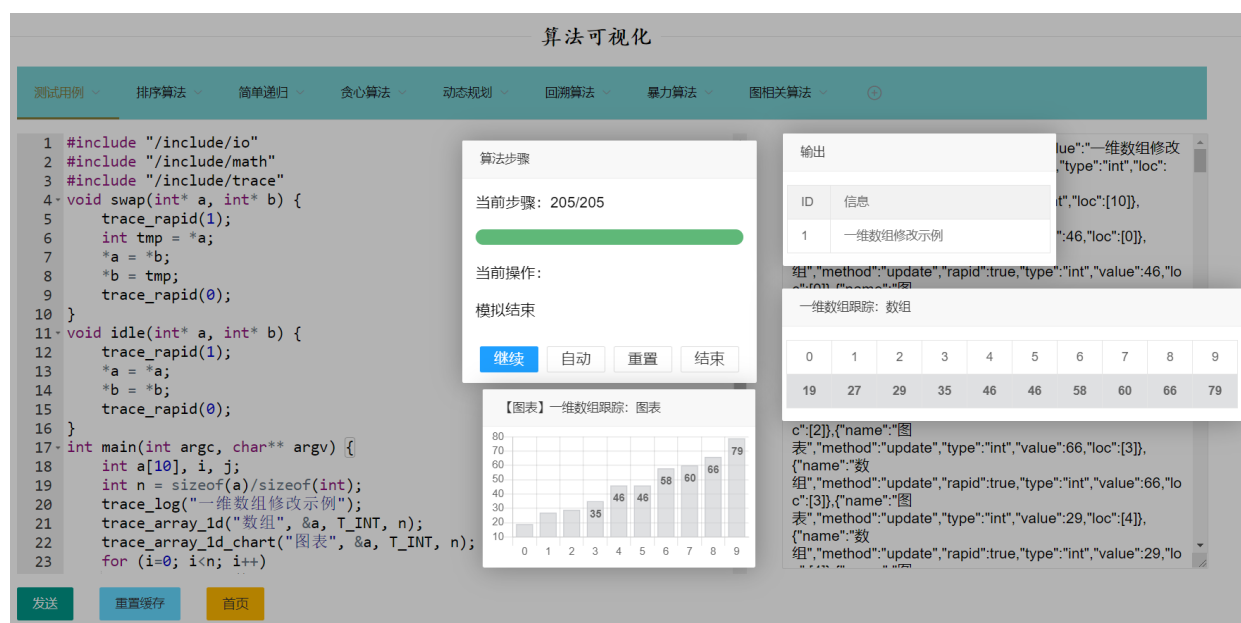 算法可视化
测试用例 排序算法 简单递归 贪心算法 动态规划 回溯算法 暴力算法 图相关算法
1 #include "/include/io"
2 #include "/include/math"
3 #include "/include/trace"
4 void swap(int* a, int* b) {
5 trace_rapid(1);
6 int tmp = *a;
7 *a = *b;
8 *b = tmp;
9 trace_rapid(0);
10 }
11 void idle(int* a, int* b) {
12 trace_rapid(1);
13 *a = *a;
14 *b = *b;
15 trace_rapid(0);
16 }
17 int main(int argc, char** argv) {
18 int a[10], i, j;
19 int n = sizeof(a)/sizeof(int);
20 trace_log("一维数组修改示例");
21 trace_array_1d("数组", &a, T_INT, n);
22 trace_array_1d_chart("图表", &a, T_INT, n);
23 for (i=0; i<n; i++)
算法步骤
当前步骤：205/205
当前操作：
模拟结束
继续 自动 重置 结束
【图表】一维数组跟踪：图表
80
70
60
50
40
30
20
10
35 46 46 58 60 66 79
0 1 2 3 4 5 6 7 8 9
输出
ID 信息
1 一维数组修改示例
lue":"一维数组修改
,"type":"int","loc":
t","loc":[10]},
":46,"loc":[0]},
组","method":"update","rapid":true,"type":"int","value":46,"lo
一维数组跟踪：数组
0 1 2 3 4 5 6 7 8 9
19 27 29 35 46 46 58 60 66 79
c":[2]},{"name":"图
表","method":"update","type":"int","value":66,"loc":[3]},
{"name":"数
组","method":"update","rapid":true,"type":"int","value":66,"lo
c":[3]},{"name":"图
表","method":"update","type":"int","value":29,"loc":[4]},
{"name":"数
组","method":"update","rapid":true,"type":"int","value":29,"lo
发送 重置缓存 首页